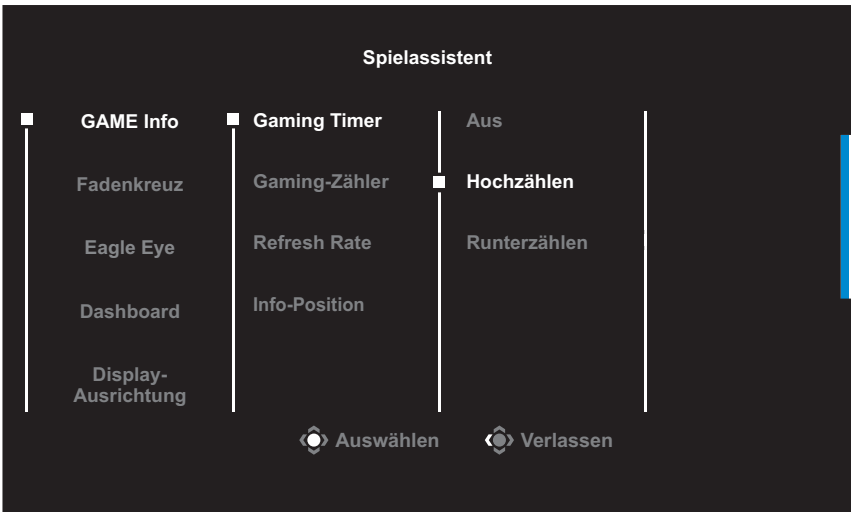 Spielassistent
GAME Info
Gaming Timer
Aus
Fadenkreuz
Gaming-Zähler
Hochzählen
Eagle Eye
Refresh Rate
Runterzählen
Dashboard
Info-Position
Display-
Ausrichtung
Auswählen
Verlassen